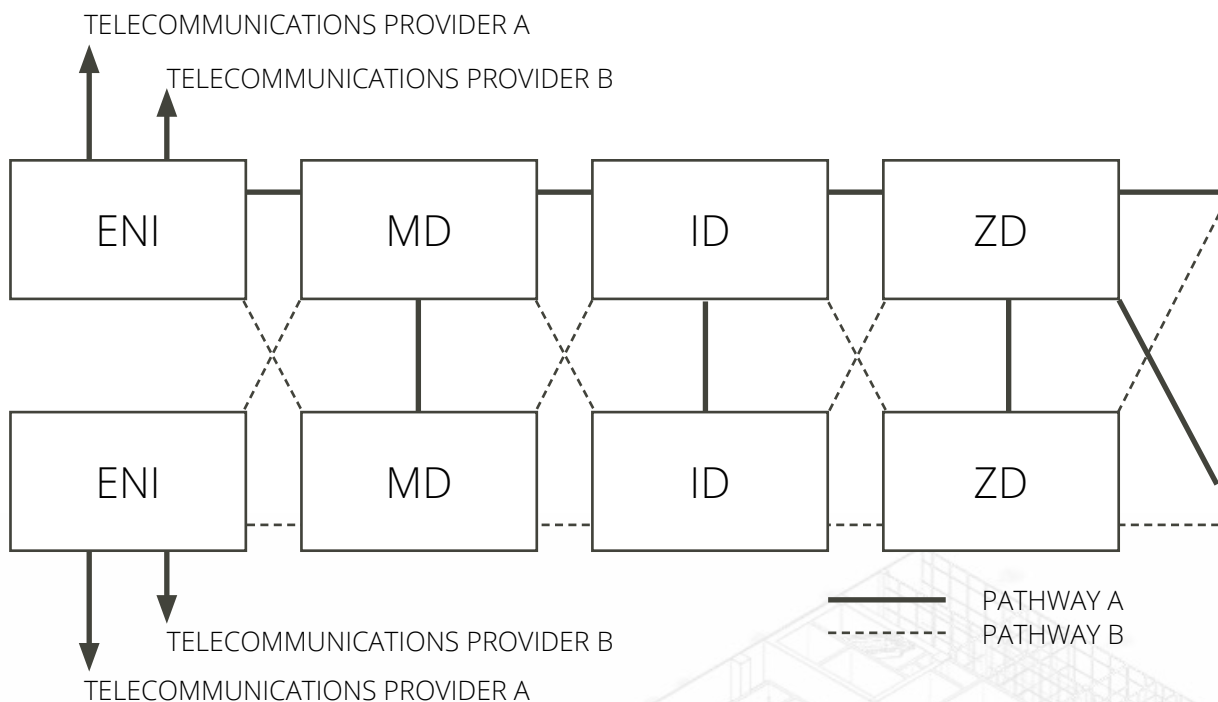 TELECOMMUNICATIONS PROVIDER A
TELECOMMUNICATIONS PROVIDER B
ENI
MD
ID
ZD
ENI
MD
ID
ZD
PATHWAY A
PATHWAY B
TELECOMMUNICATIONS PROVIDER B
TELECOMMUNICATIONS PROVIDER A